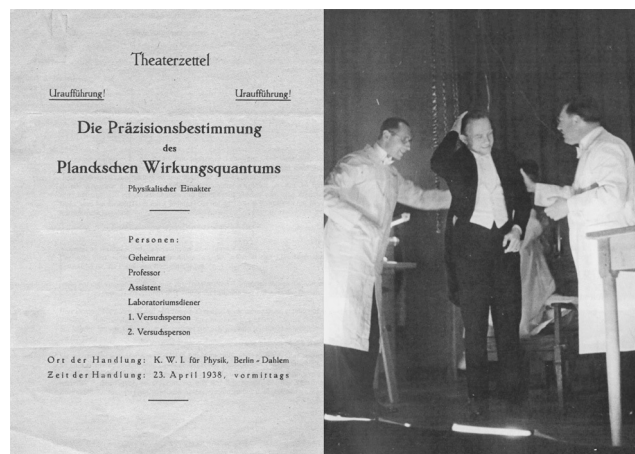 Theaterzettel
Uraufführung! Uraufführung!
Die Präzisionsbestimmung
des
Planckschen Wirkungsquantums
Physikalischer Einakter
Personen:
Geheimrat
Professor
Assistent
Laboratoriumsdiener
1. Versuchsperson
2. Versuchsperson
Ort der Handlung: K. W. I. für Physik, Berlin-Dahlem
Zeit der Handlung: 23. April 1938, vormittags